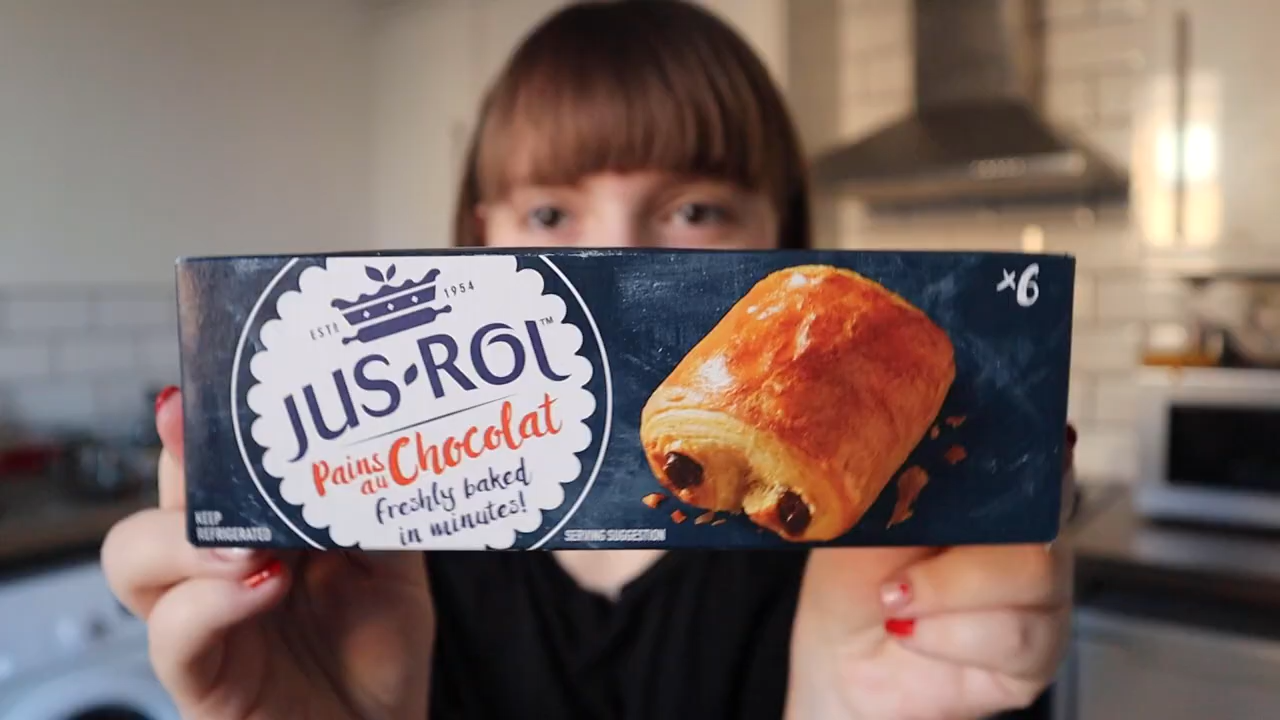 ESTD 1954
JUS-ROL™
Pains
au Chocolat
freshly baked
in minutes!
KEEP
REFRIGERATED
SERVING SUGGESTION
x6